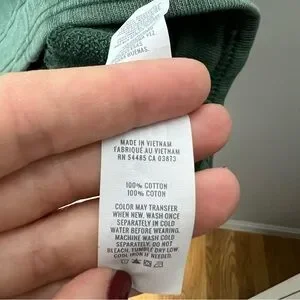 BUENAS.
MADE IN VIETNAM
FABRIQUÉ AU VIETNAM
RN 54485 CA 03873
100% COTTON
100% COTON
COLOR MAY TRANSFER
WHEN NEW. WASH ONCE
SEPARATELY IN COLD
WATER BEFORE WEARING.
MACHINE WASH COLD
SEPARATELY. DO NOT
BLEACH. TUMBLE DRY LOW.
COOL IRON IF NEEDED.